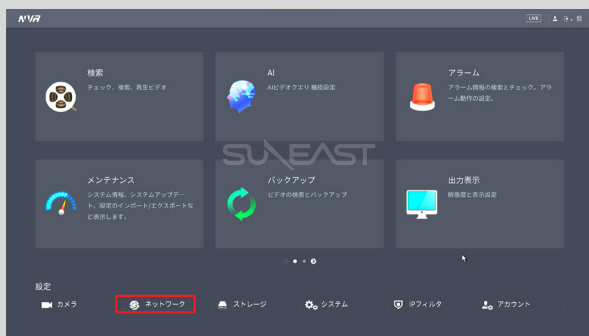 NVR
LIVE
検索
チェック、検索、再生ビデオ
AI
AIビデオクエリ 機能設定
アラーム
アラーム情報の検索とチェック。アラ
ーム動作の設定。
SUNEAST
メンテナンス
システム情報、システムアップデー
ト、設定のインポート/エクスポートな
ど表示します。
バックアップ
ビデオの検索とバックアップ
出力表示
解像度と表示設定
設定
カメラ
ネットワーク
ストレージ
システム
IPフィルタ
アカウント